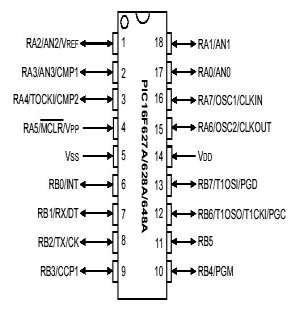 RA2/AN2/VREF 1 18 RA1/AN1
RA3/AN3/CMP1 2 17 RA0/AN0
RA4/TOCKI/CMP2 3 16 RA7/OSC1/CLKIN
RA5/MCLR/VPP 4 15 RA6/OSC2/CLKOUT
VSS 5 14 VDD
RB0/INT 6 13 RB7/T1OSI/PGD
RB1/RX/DT 7 12 RB6/T1OSO/T1CKI/PGC
RB2/TX/CK 8 11 RB5
RB3/CCP1 9 10 RB4/PGM
PIC16F627A/628A/648A